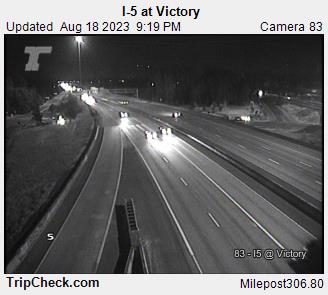 I-5 at Victory
Updated Aug 18 2023 9:19 PM Camera 83
T
S
83 - I5 @ Victory
TripCheck.com Milepost306.80